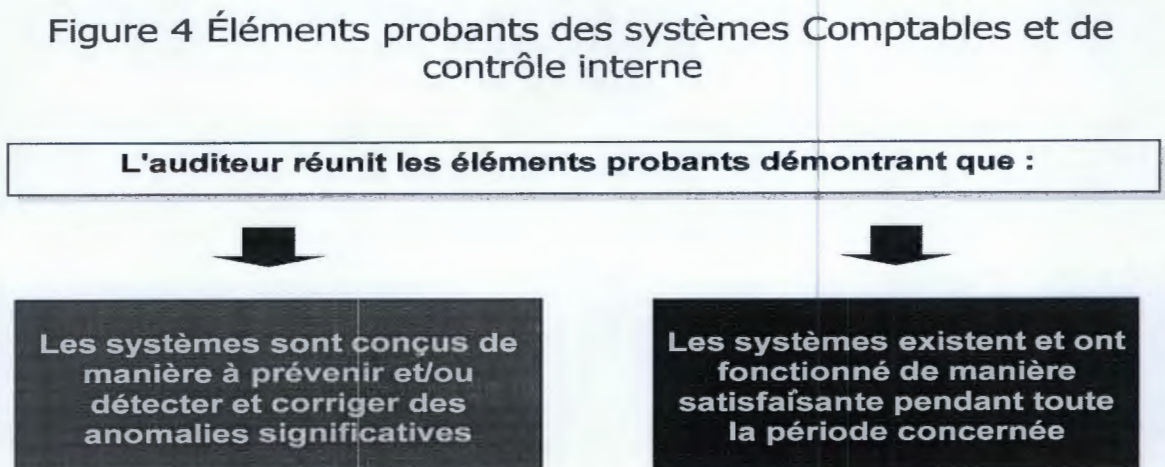 Figure 4 Éléments probants des systèmes Comptables et de
contrôle interne
L'auditeur réunit les éléments probants démontrant que :
Les systèmes sont conçus de
manière à prévenir et/ou
détecter et corriger des
anomalies significatives
Les systèmes existent et ont
fonctionné de manière
satisfaisante pendant toute
la période concernée